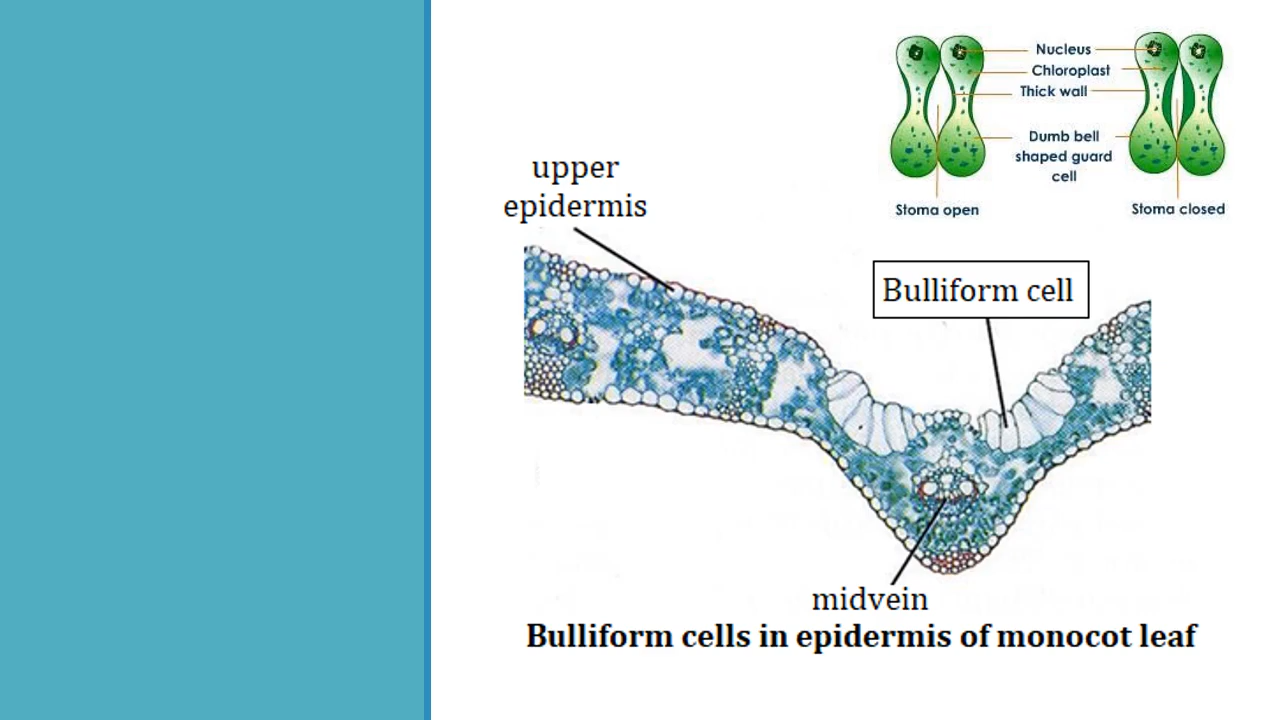 Nucleus
Chloroplast
Thick wall
Dumb bell
shaped guard
cell
Stoma open
Stoma closed
upper
epidermis
Bulliform cell
midvein
Bulliform cells in epidermis of monocot leaf